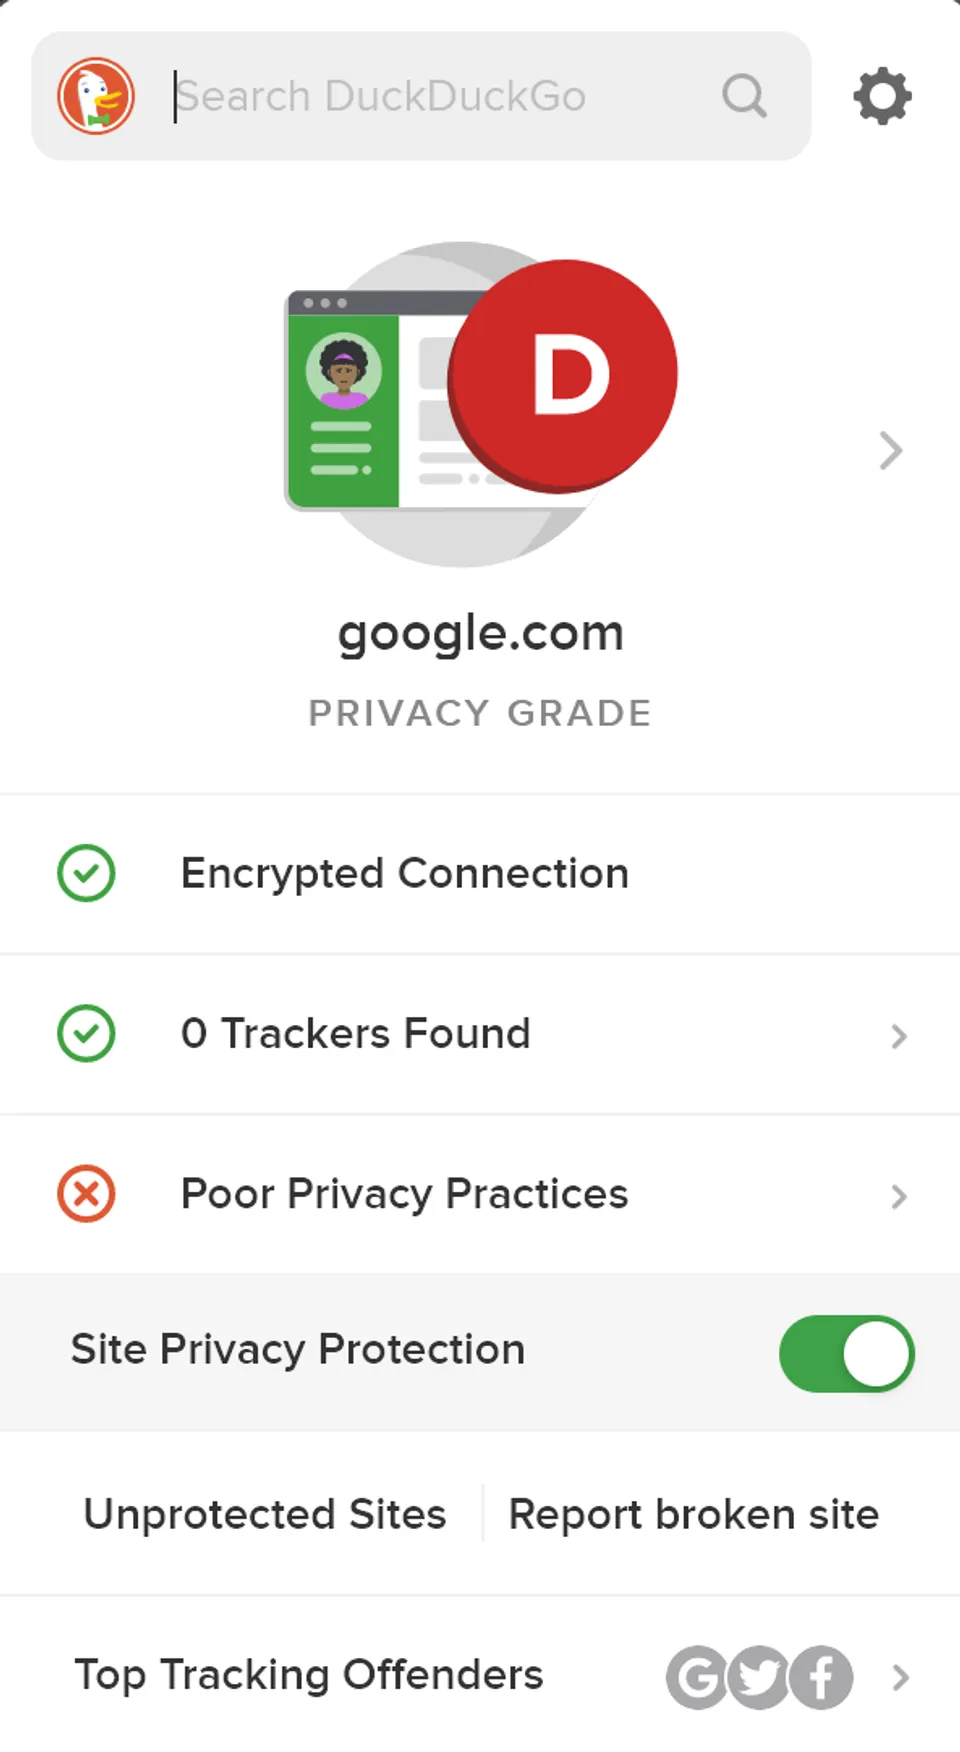 Search DuckDuckGo
D
google.com
PRIVACY GRADE
Encrypted Connection
0 Trackers Found
Poor Privacy Practices
Site Privacy Protection
Unprotected Sites Report broken site
Top Tracking Offenders